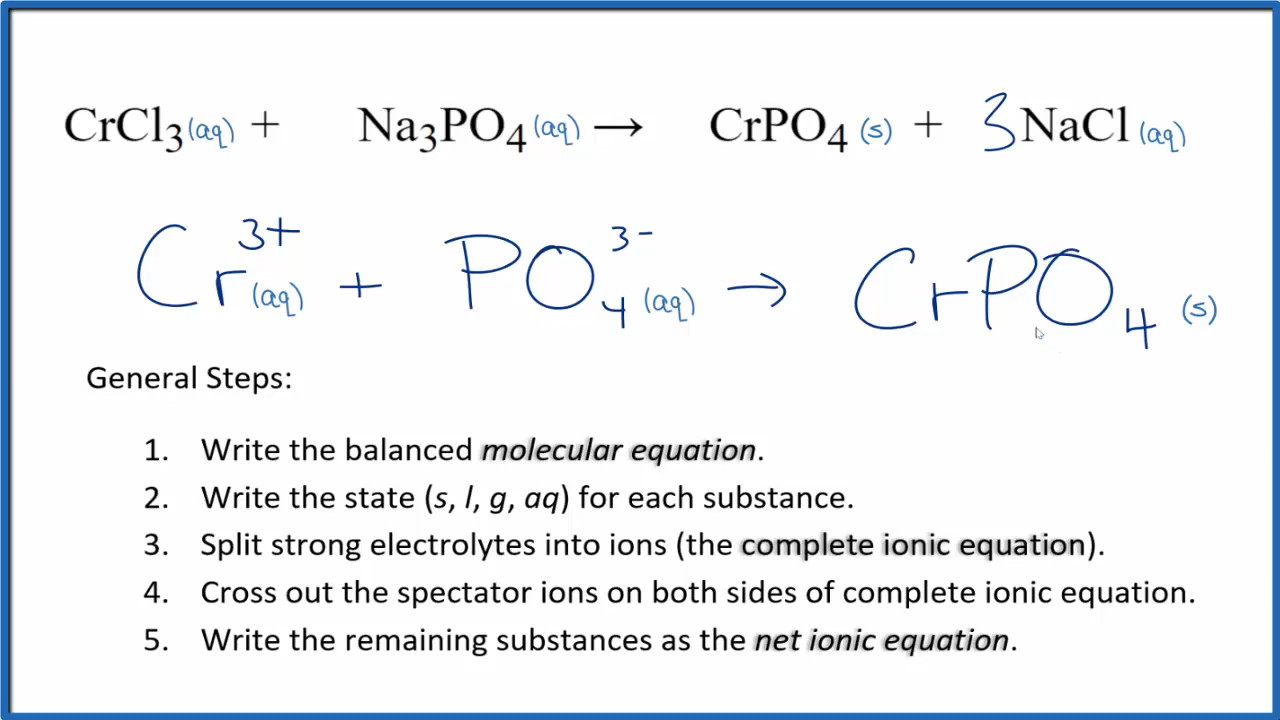 CrCl₃(aq) + Na₃PO₄(aq) → CrPO₄(s) + 3NaCl(aq)
Cr³⁺(aq) + PO₄³⁻(aq) → CrPO₄(s)
General Steps:
1. Write the balanced molecular equation.
2. Write the state (s, l, g, aq) for each substance.
3. Split strong electrolytes into ions (the complete ionic equation).
4. Cross out the spectator ions on both sides of complete ionic equation.
5. Write the remaining substances as the net ionic equation.